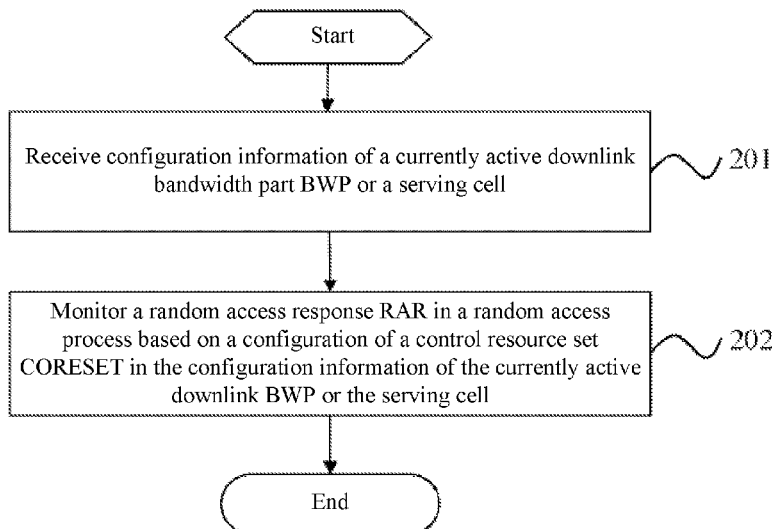 Start
Receive configuration information of a currently active downlink
bandwidth part BWP or a serving cell
201
Monitor a random access response RAR in a random access
process based on a configuration of a control resource set
CORESET in the configuration information of the currently active
downlink BWP or the serving cell
202
End